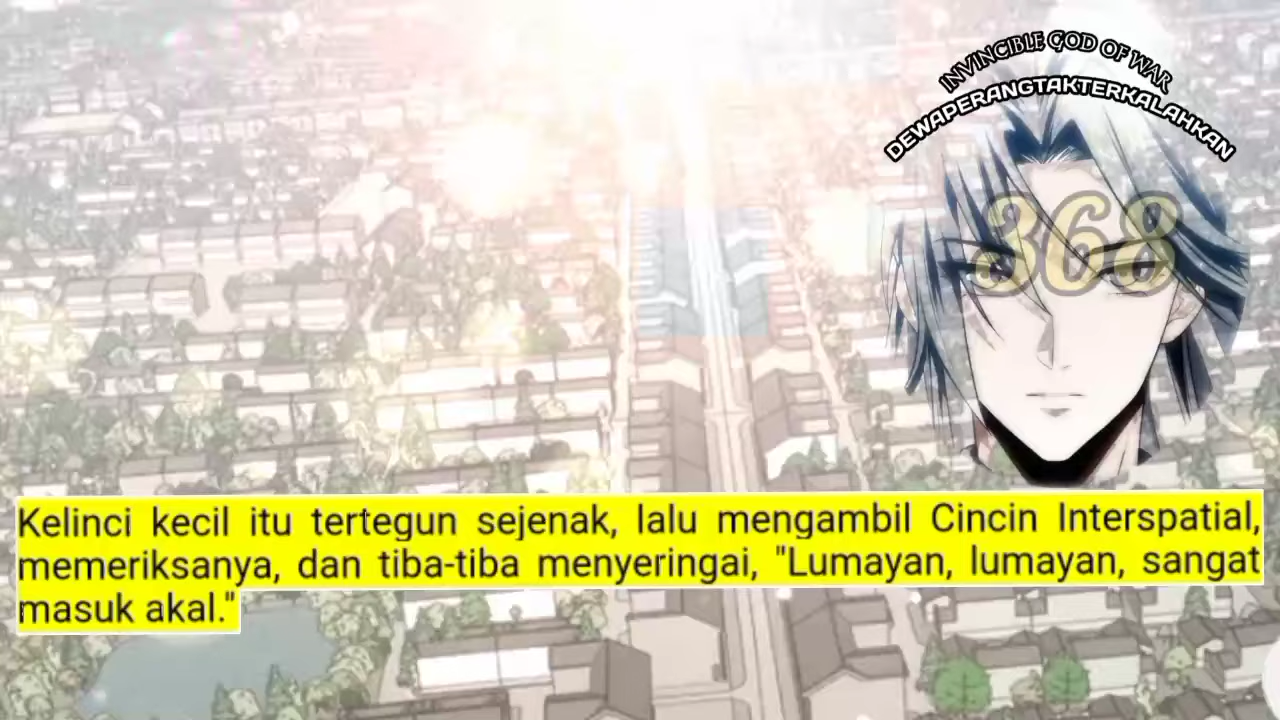 INVINCIBLE GOD OF WAR
DEWAPERANGTAKTERKALAHKAN
368
Kelinci kecil itu tertegun sejenak, lalu mengambil Cincin Interspatial,
memeriksanya, dan tiba-tiba menyeringai, "Lumayan, lumayan, sangat
masuk akal."